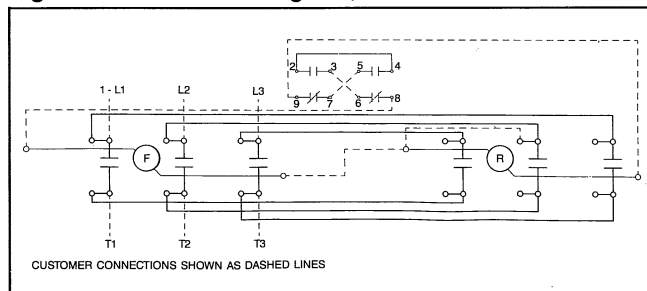 2 3 5 4
9 7 6 8
1 - L1 L2 L3
F R
T1 T2 T3
CUSTOMER CONNECTIONS SHOWN AS DASHED LINES